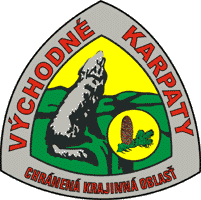 VÝCHODNÉ
KARPATY
CHRÁNENÁ KRAJINNÁ OBLASŤ